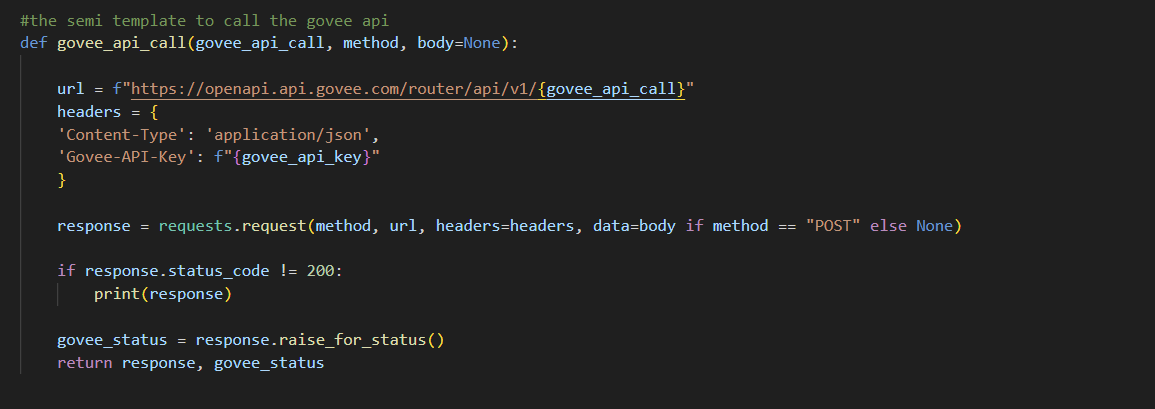 #the semi template to call the govee api
def govee_api_call(govee_api_call, method, body=None):
url = f"https://openapi.api.govee.com/router/api/v1/{govee_api_call}"
headers = {
'Content-Type': 'application/json',
'Govee-API-Key': f"{govee_api_key}"
}
response = requests.request(method, url, headers=headers, data=body if method == "POST" else None)
if response.status_code != 200:
print(response)
govee_status = response.raise_for_status()
return response, govee_status